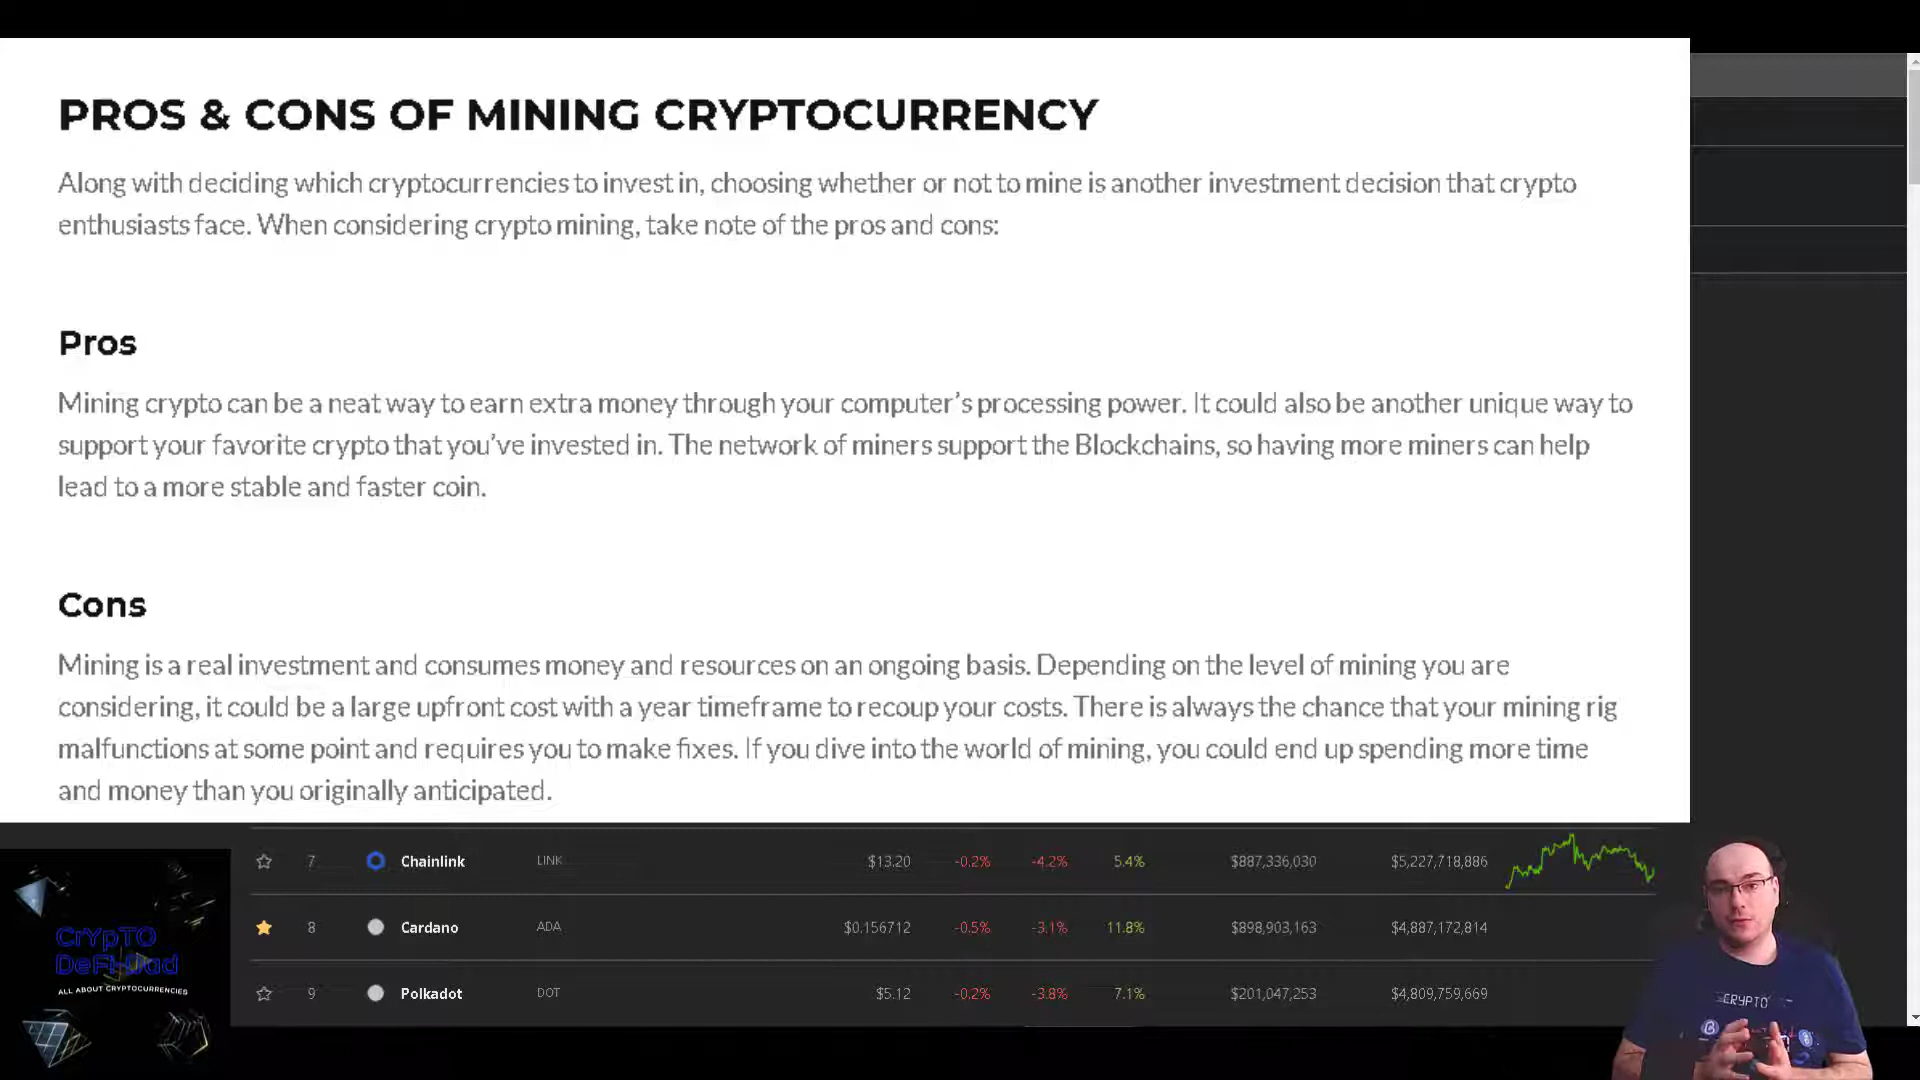 PROS & CONS OF MINING CRYPTOCURRENCY
Along with deciding which cryptocurrencies to invest in, choosing whether or not to mine is another investment decision that crypto
enthusiasts face. When considering crypto mining, take note of the pros and cons:
Pros
Mining crypto can be a neat way to earn extra money through your computer's processing power. It could also be another unique way to
support your favorite crypto that you've invested in. The network of miners support the Blockchains, so having more miners can help
lead to a more stable and faster coin.
Cons
Mining is a real investment and consumes money and resources on an ongoing basis. Depending on the level of mining you are
considering, it could be a large upfront cost with a year timeframe to recoup your costs. There is always the chance that your mining rig
malfunctions at some point and requires you to make fixes. If you dive into the world of mining, you could end up spending more time
and money than you originally anticipated.
7 Chainlink LINK $13.20 -0.2% -4.2% 5.4% $887,336,030 $5,227,718,886
8 Cardano ADA $0.156712 -0.5% -3.1% 11.8% $898,903,163 $4,887,172,814
9 Polkadot DOT $5.12 -0.2% -3.8% 7.1% $201,047,253 $4,809,759,669
CrYpTO
DeFi Dad
ALL ABOUT CRYPTOCURRENCIES
CRYPTO